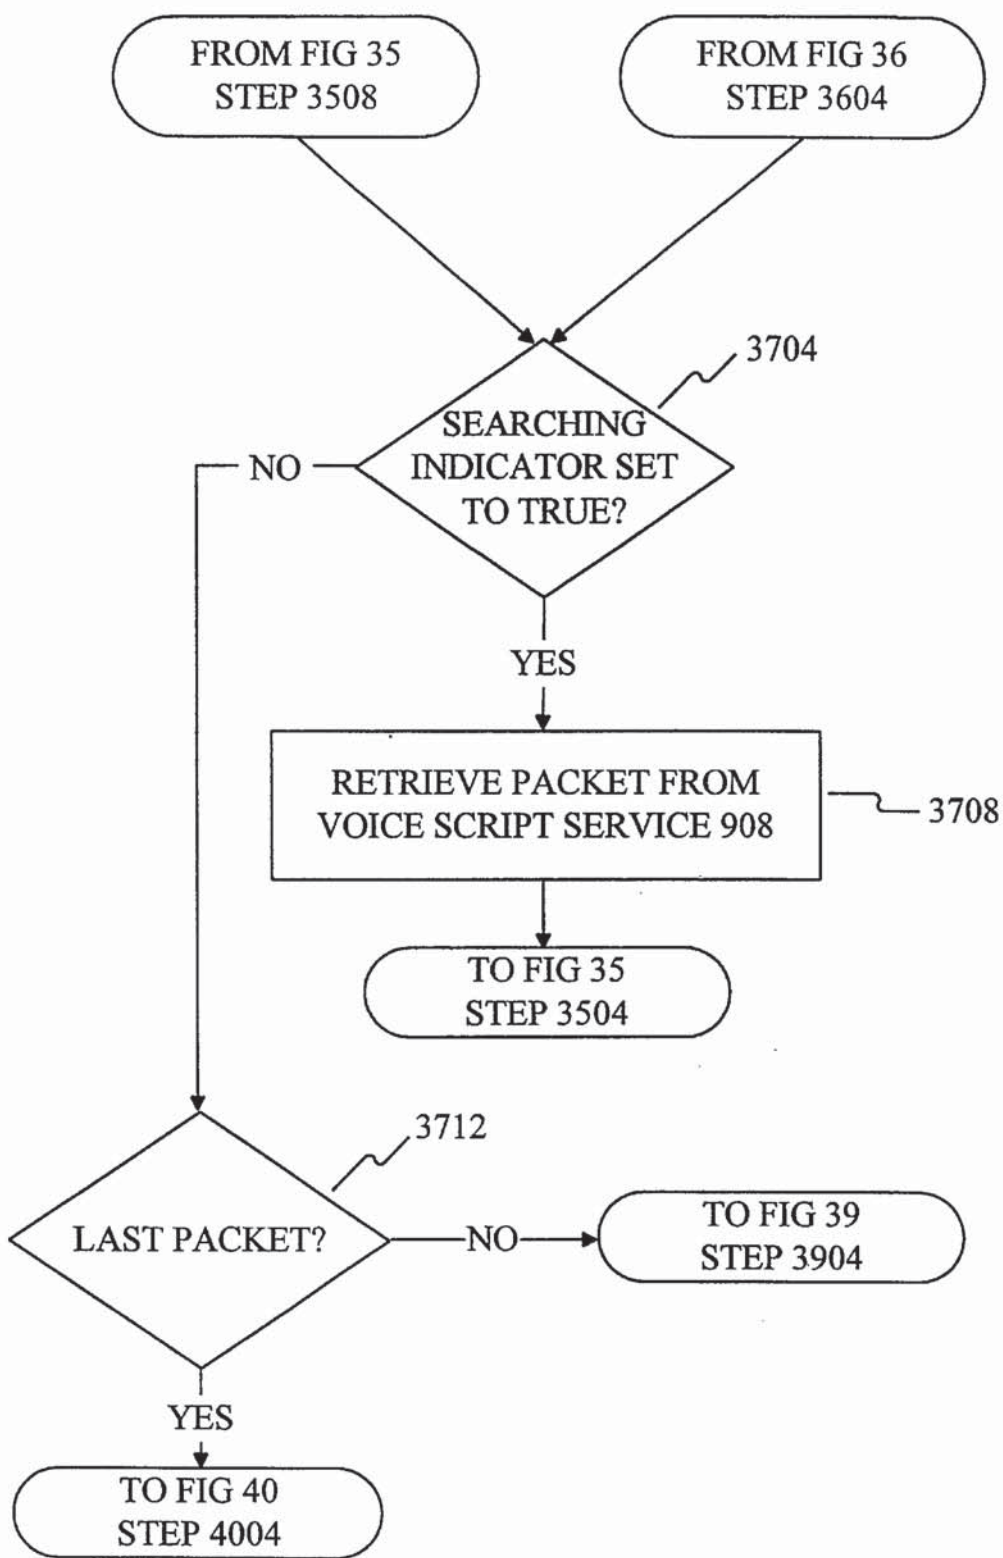 FROM FIG 35
STEP 3508
FROM FIG 36
STEP 3604
3704
SEARCHING
INDICATOR SET
TO TRUE?
NO
YES
RETRIEVE PACKET FROM
VOICE SCRIPT SERVICE 908
3708
TO FIG 35
STEP 3504
3712
LAST PACKET?
NO
TO FIG 39
STEP 3904
YES
TO FIG 40
STEP 4004